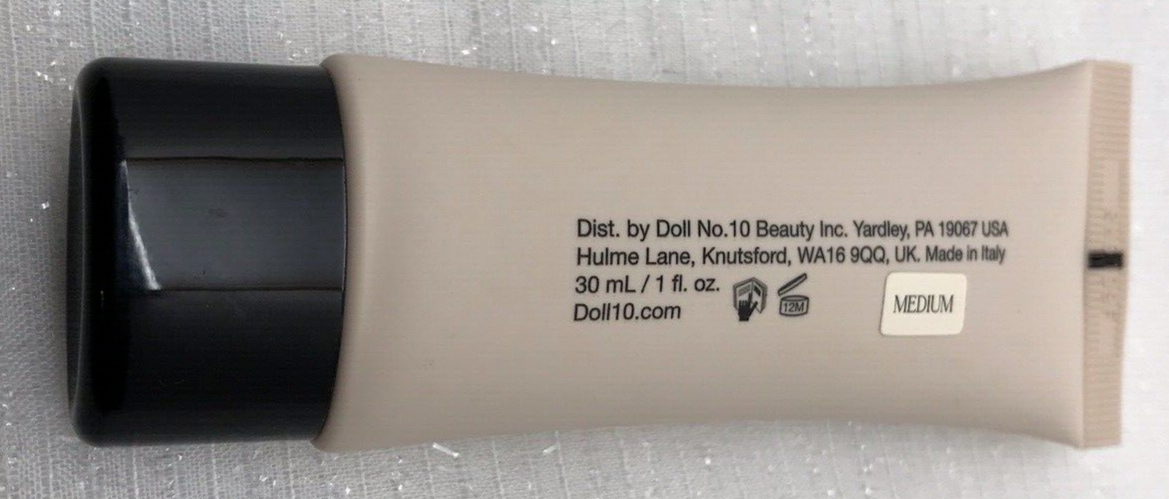 Dist. by Doll No.10 Beauty Inc. Yardley, PA 19067 USA
Hulme Lane, Knutsford, WA16 9QQ, UK. Made in Italy
30 mL / 1 fl. oz.
Doll10.com
12M
MEDIUM